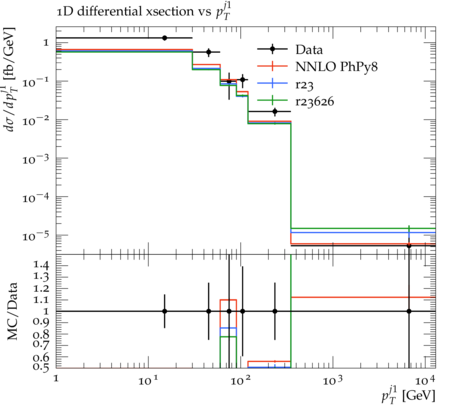 1D differential xsection vs p_T^{j1}
dσ/dp_T^{j1} [fb/GeV]
Data
NNLO PhPy8
r23
r23626
1
10^{−1}
10^{−2}
10^{−3}
10^{−4}
10^{−5}
MC/Data
1.4
1.3
1.2
1.1
1
0.9
0.8
0.7
0.6
0.5
1 10^1 10^2 10^3 10^4
p_T^{j1} [GeV]